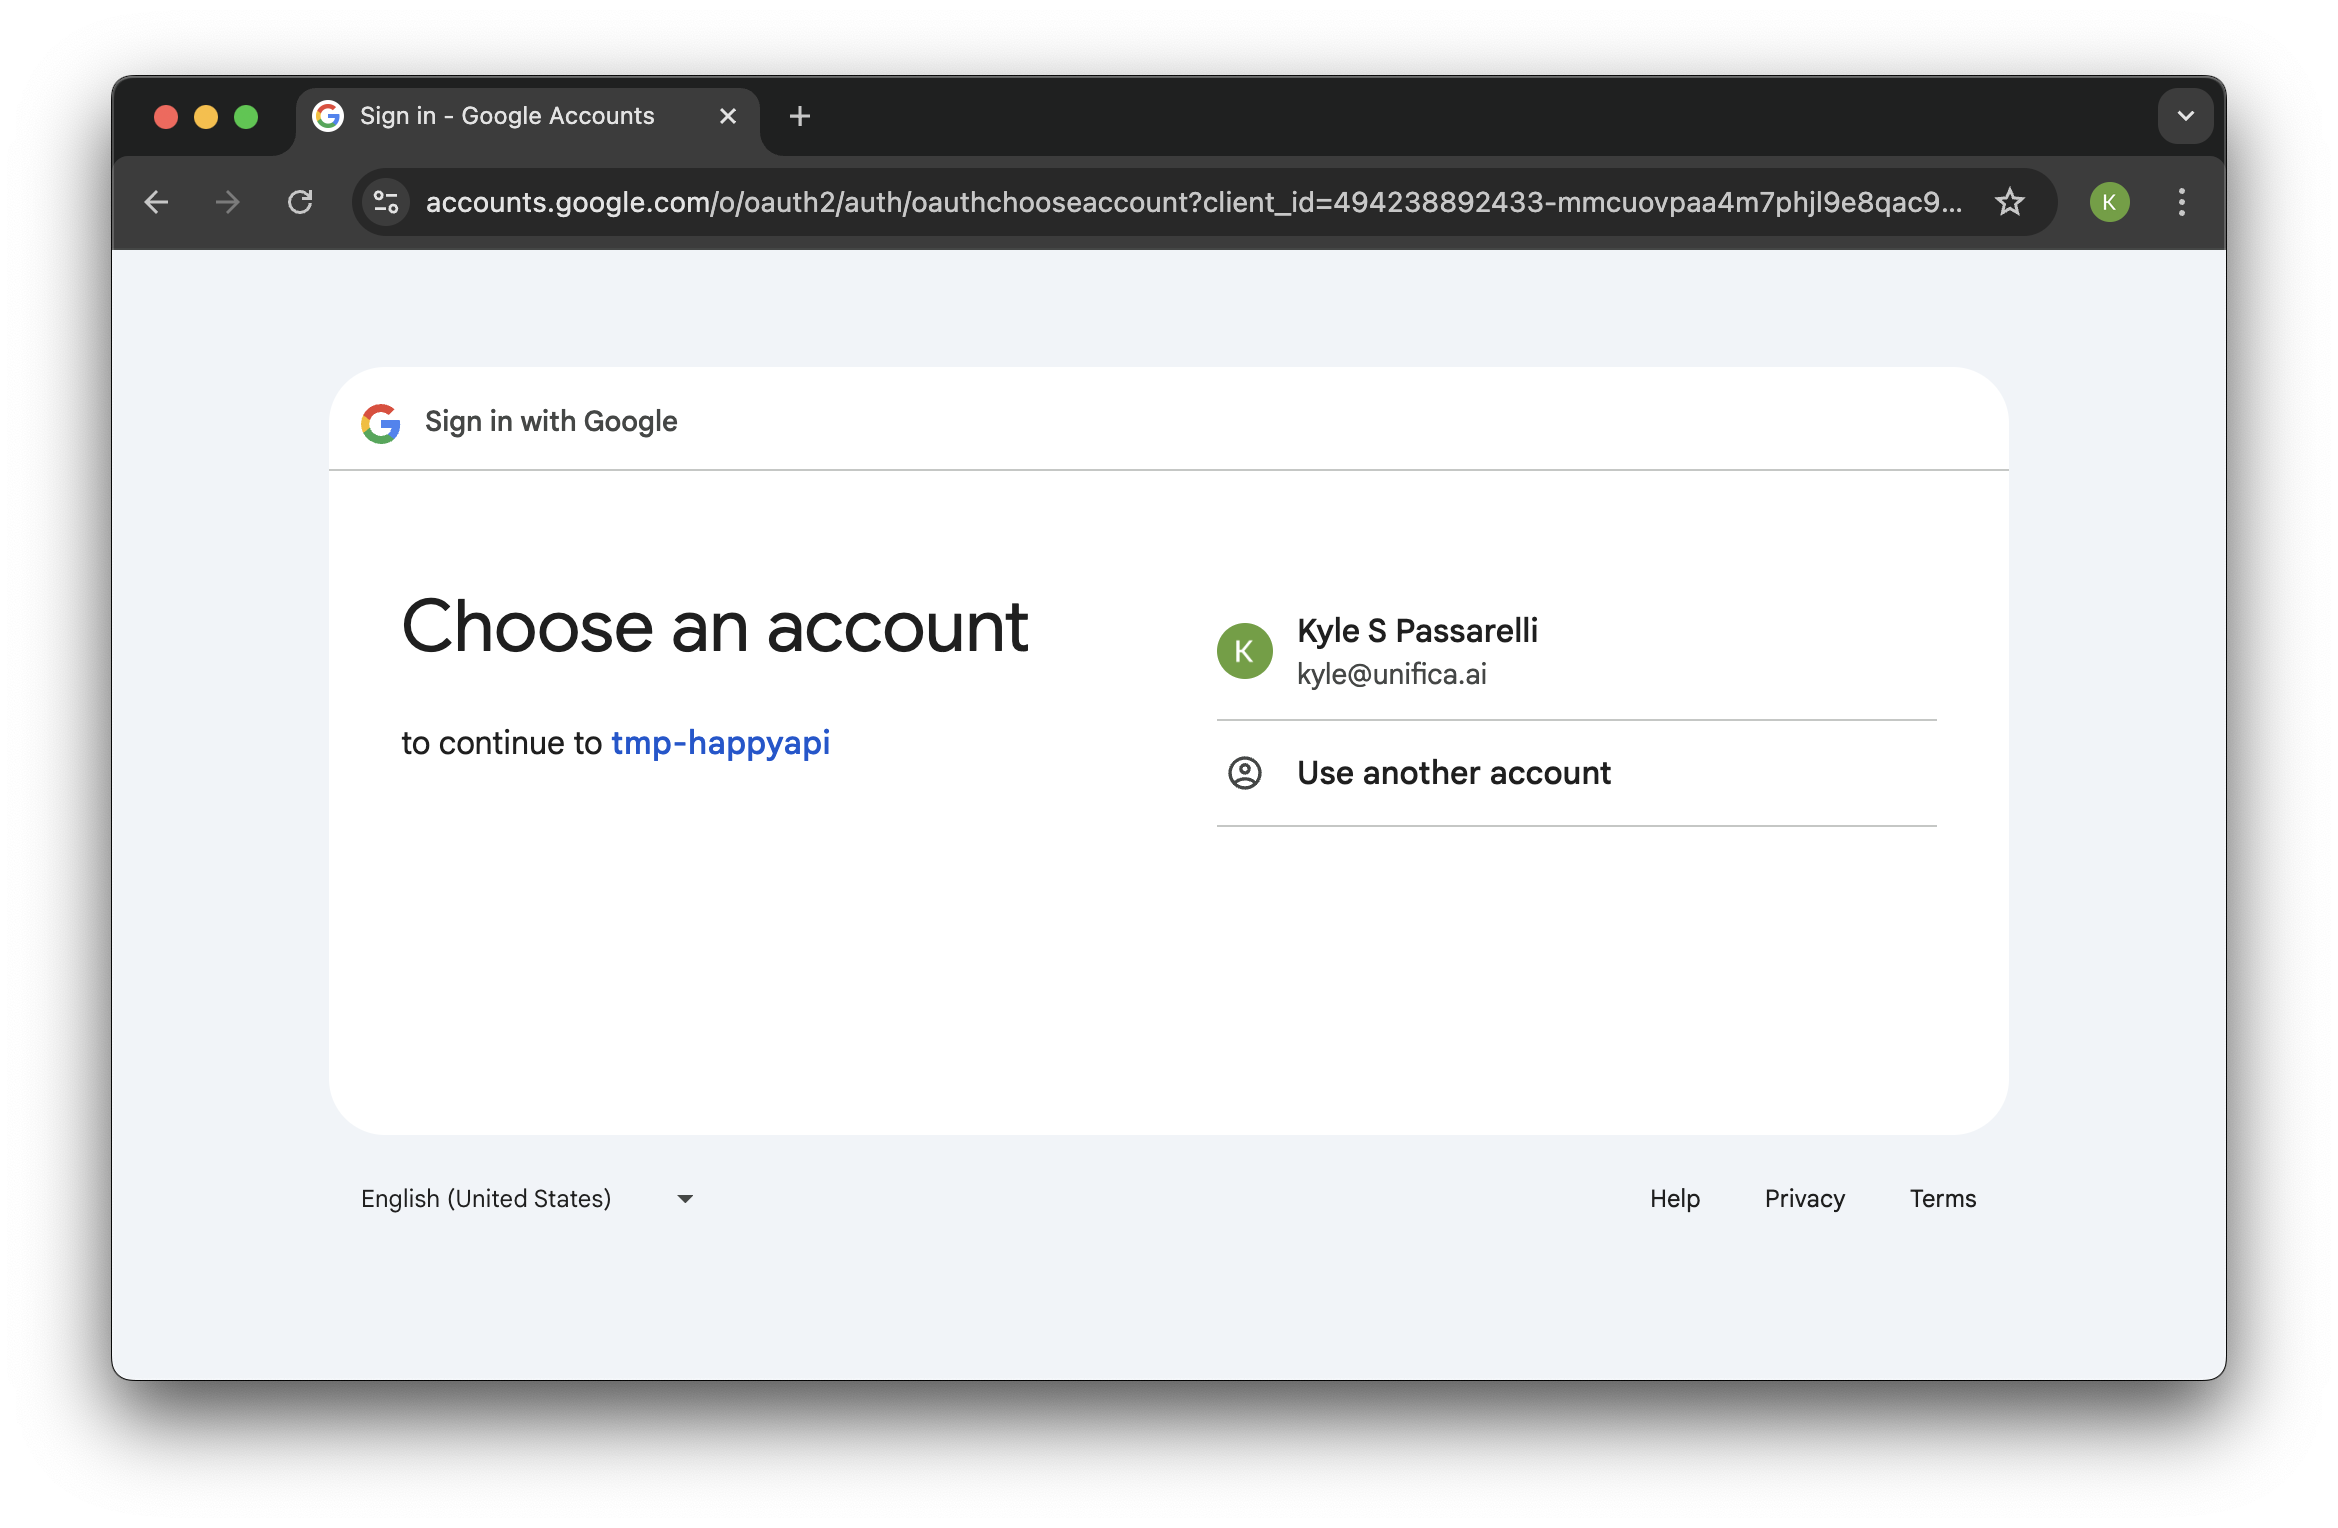 Sign in - Google Accounts
accounts.google.com/o/oauth2/auth/oauthchooseaccount?client_id=494238892433-mmcuovpaa4m7phjl9e8qac9...
K
Sign in with Google
Choose an account
to continue to tmp-happyapi
K
Kyle S Passarelli
kyle@unifica.ai
Use another account
English (United States)
Help Privacy Terms